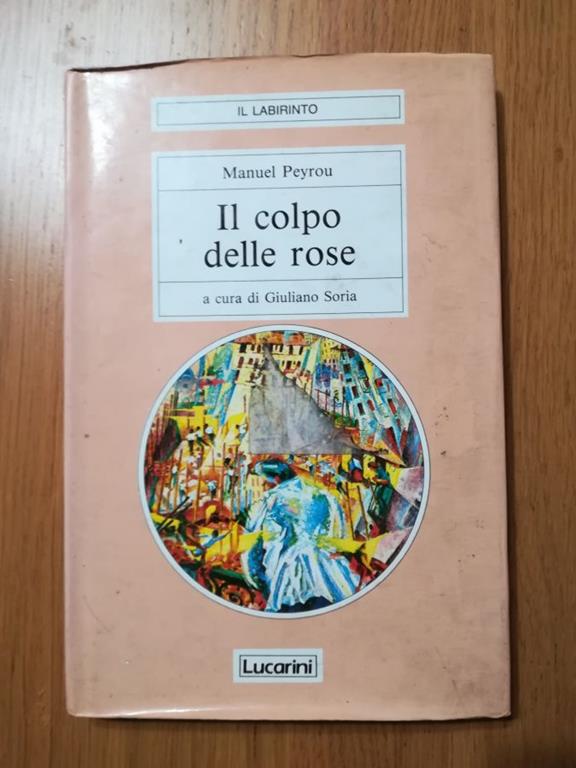 IL LABIRINTO
Manuel Peyrou
Il colpo
delle rose
a cura di Giuliano Soria
Lucarini